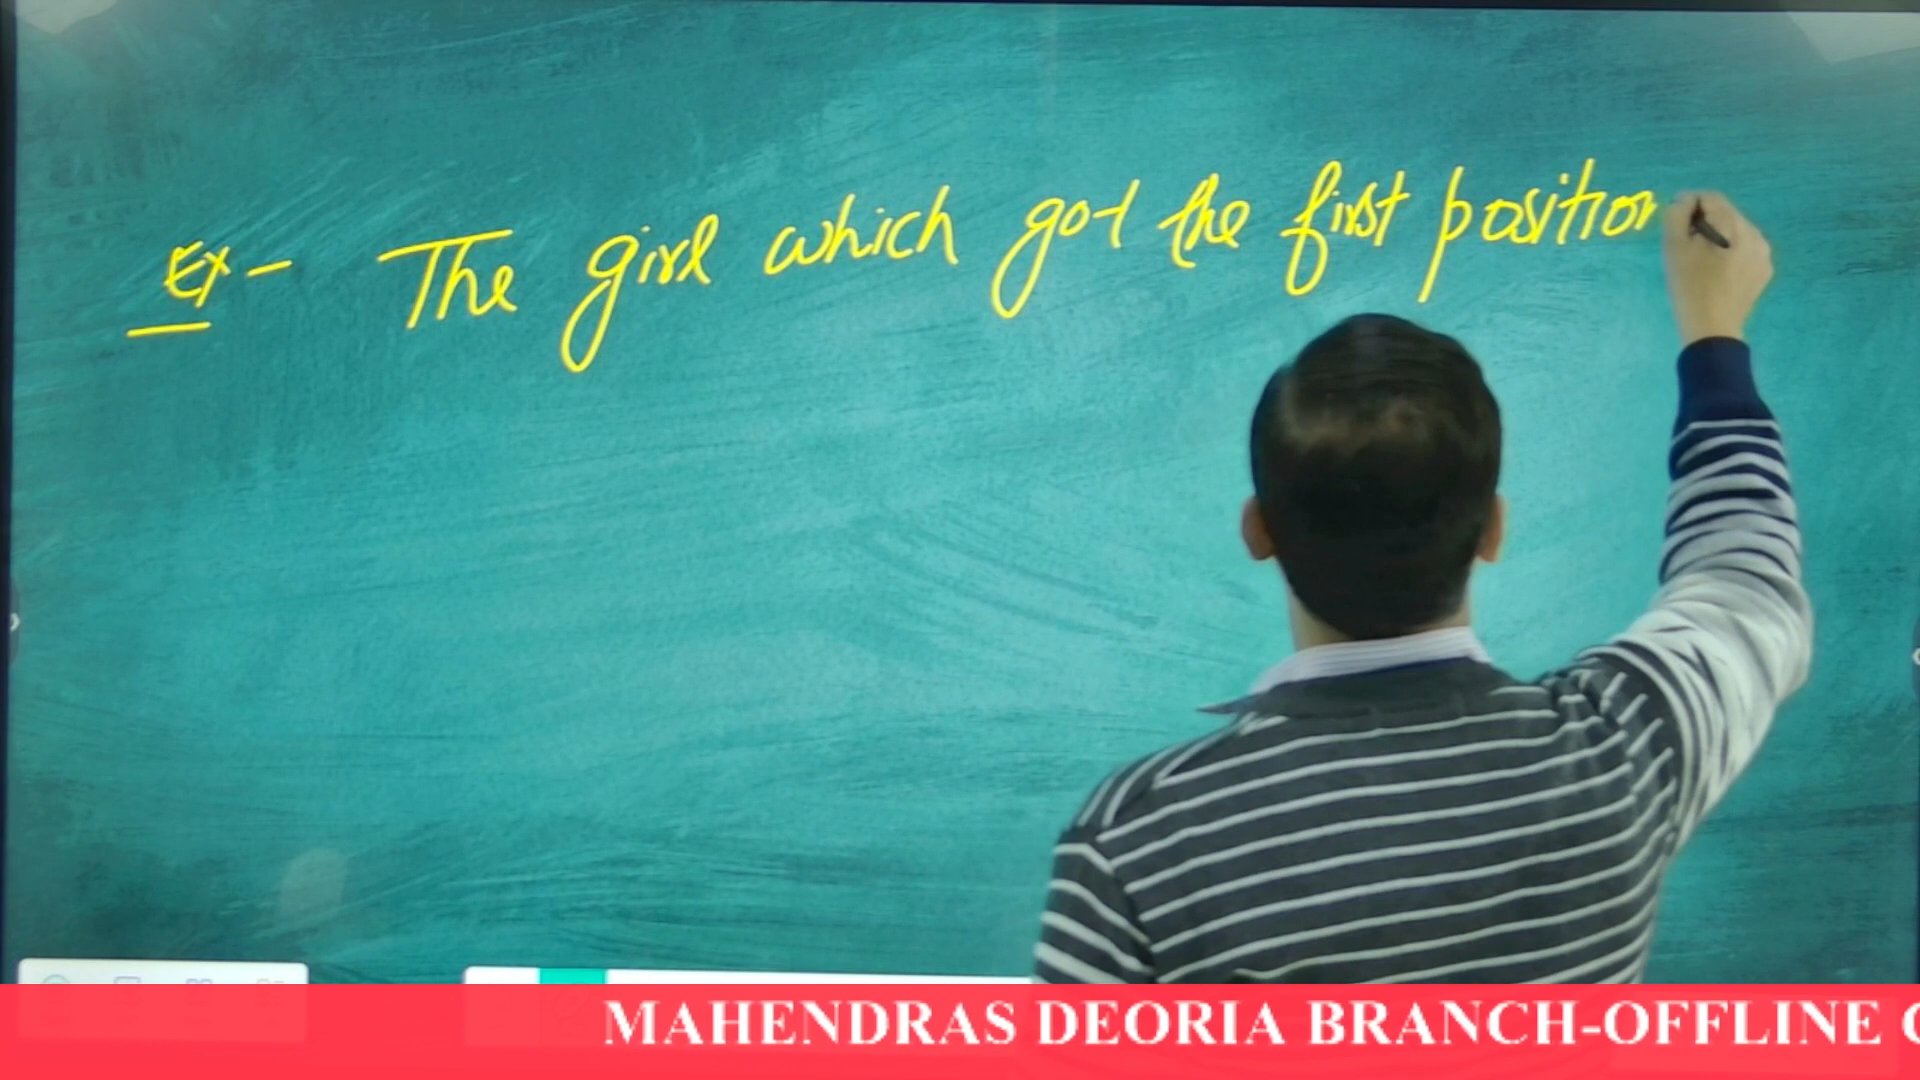 Ex- The girl which got the first position
MAHENDRAS DEORIA BRANCH-OFFLINE